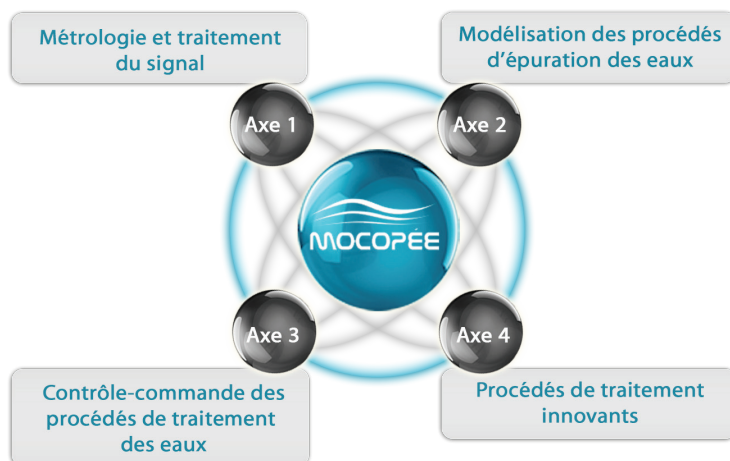 Métrologie et traitement
du signal
Modélisation des procédés
d'épuration des eaux
Axe 1
Axe 2
MOCOPÉE
Axe 3
Axe 4
Contrôle-commande des
procédés de traitement
des eaux
Procédés de traitement
innovants